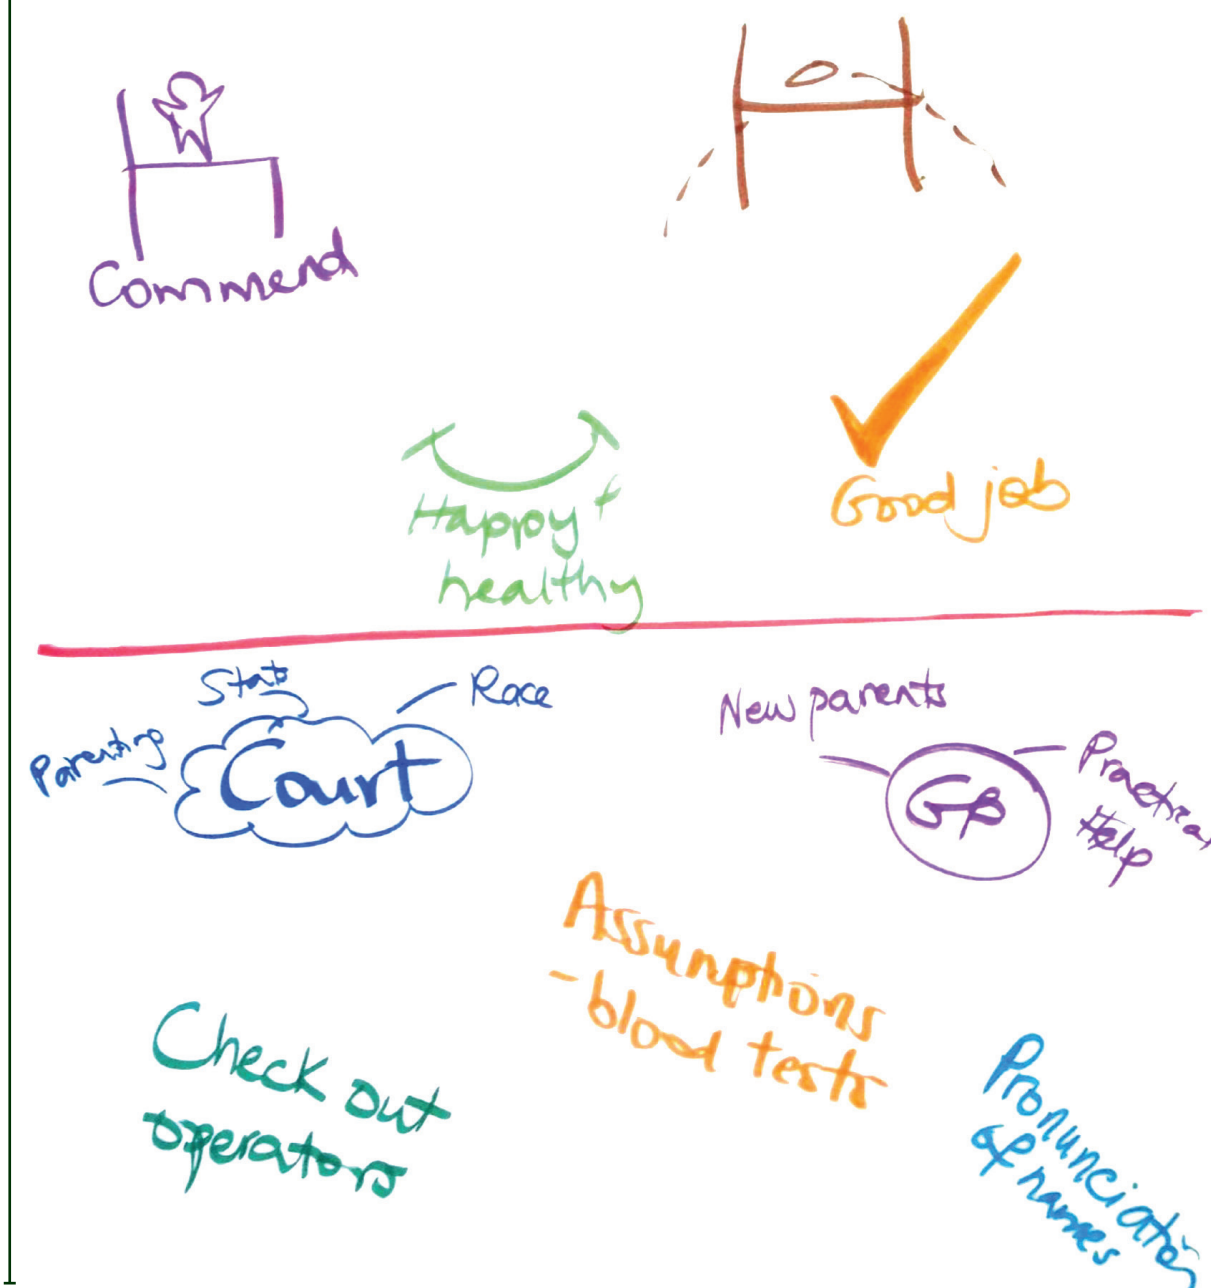 Commend
Good job
Happy +
healthy
Stats
Race
Parenting
Court
New parents
GP
Practical
Help
Assumptions
- blood tests
Check out
operators
Pronunciation
of names